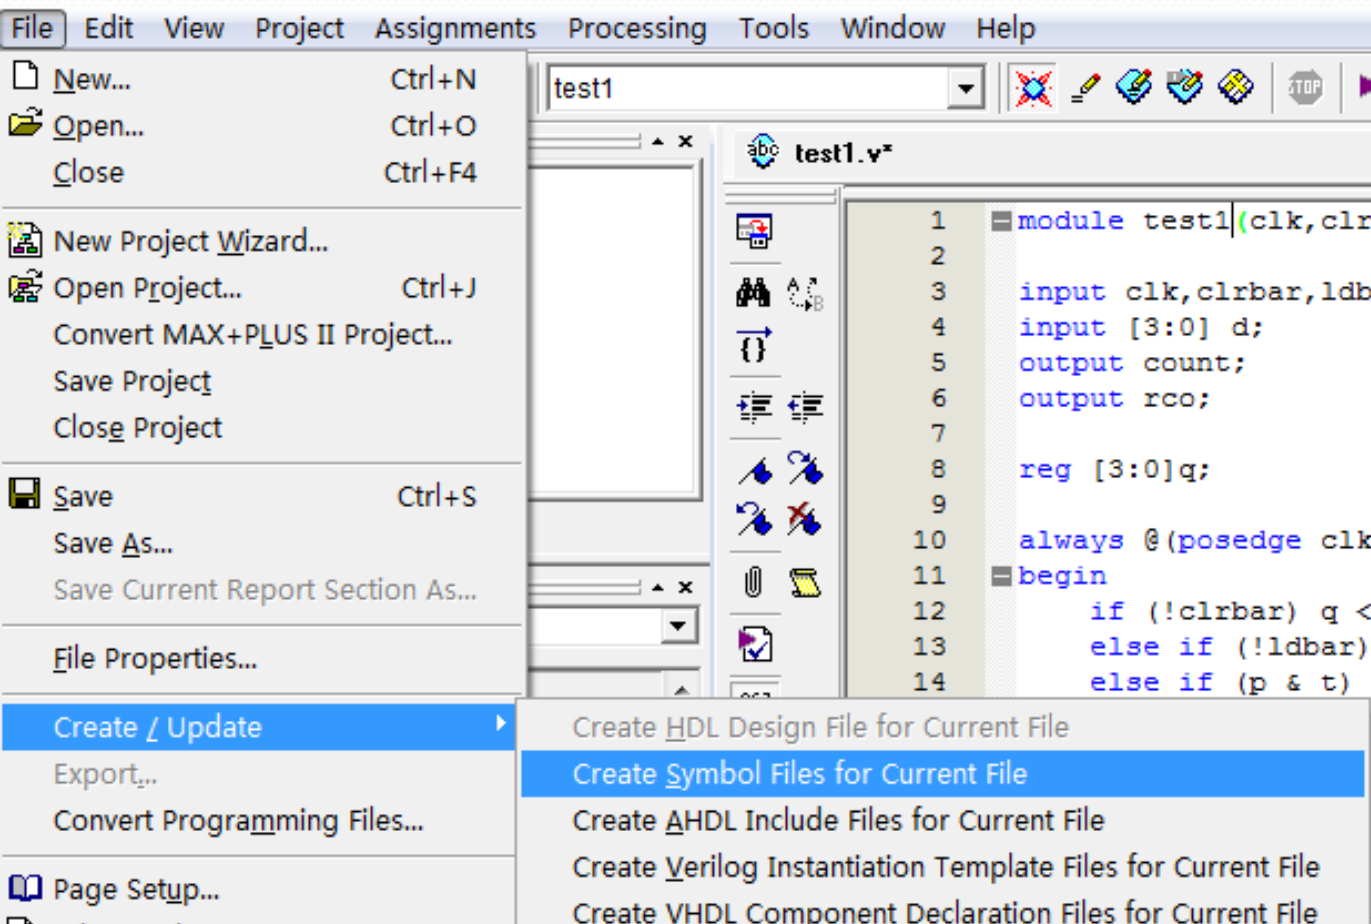 File Edit View Project Assignments Processing Tools Window Help
New... Ctrl+N
Open... Ctrl+O
Close Ctrl+F4
New Project Wizard...
Open Project... Ctrl+J
Convert MAX+PLUS II Project...
Save Project
Close Project
Save Ctrl+S
Save As...
Save Current Report Section As...
File Properties...
Create / Update
Export...
Convert Programming Files...
Page Setup...
Create HDL Design File for Current File
Create Symbol Files for Current File
Create AHDL Include Files for Current File
Create Verilog Instantiation Template Files for Current File
Create VHDL Component Declaration Files for Current File
test1
STOP
abc test1.v*
1 module test1(clk,clr
2
3 input clk,clrbar,ldb
4 input [3:0] d;
5 output count;
6 output rco;
7
8 reg [3:0]q;
9
10 always @(posedge clk
11 begin
12 if (!clrbar) q <
13 else if (!ldbar)
14 else if (p & t)